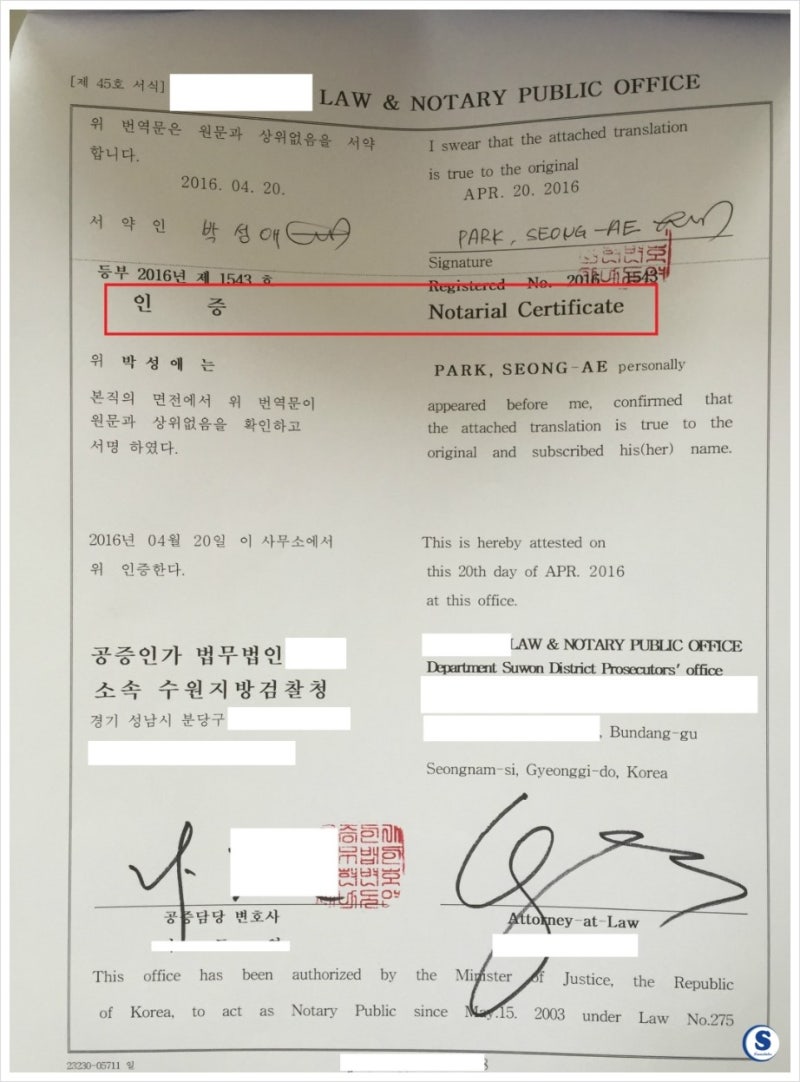 [제 45호 서식] LAW & NOTARY PUBLIC OFFICE
위 번역문은 원문과 상위없음을 서약
합니다.
2016. 04. 20.
서 약 인 박성애
I swear that the attached translation
is true to the original
APR. 20. 2016
PARK, SEONG-AE
Signature
등부 2016년 제 1543 호
Registered No. 2016 1543
인 증
Notarial Certificate
위 박성애 는
본직의 면전에서 위 번역문이
원문과 상위없음을 확인하고
서명 하였다.
PARK, SEONG-AE personally
appeared before me, confirmed that
the attached translation is true to the
original and subscribed his(her) name.
2016년 04월 20일 이 사무소에서
위 인증한다.
This is hereby attested on
this 20th day of APR. 2016
at this office.
공증인가 법무법인
소속 수원지방검찰청
경기 성남시 분당구
LAW & NOTARY PUBLIC OFFICE
Department Suwon District Prosecutors' office
, Bundang-gu
Seongnam-si, Gyeonggi-do, Korea
공증담당 변호사
Attorney-at-Law
This office has been authorized by the Minister of Justice, the Republic
of Korea, to act as Notary Public since May.15. 2003 under Law No.275
23230-05711 일
S